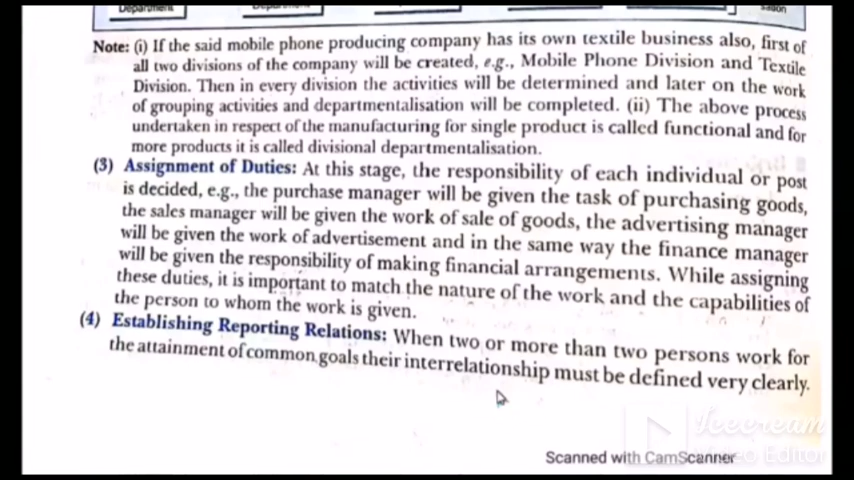 Department
Department
sation
Note: (i) If the said mobile phone producing company has its own textile business also, first of
all two divisions of the company will be created, e.g., Mobile Phone Division and Textile
Division. Then in every division the activities will be determined and later on the work
of grouping activities and departmentalisation will be completed. (ii) The above process
undertaken in respect of the manufacturing for single product is called functional and for
more products it is called divisional departmentalisation.
(3) Assignment of Duties: At this stage, the responsibility of each individual or post
is decided, e.g., the purchase manager will be given the task of purchasing goods,
the sales manager will be given the work of sale of goods, the advertising manager
will be given the work of advertisement and in the same way the finance manager
will be given the responsibility of making financial arrangements. While assigning
these duties, it is important to match the nature of the work and the capabilities of
the person to whom the work is given.
(4) Establishing Reporting Relations: When two or more than two persons work for
the attainment of common goals their interrelationship must be defined very clearly.
Icecream
Video Editor
Scanned with CamScanner